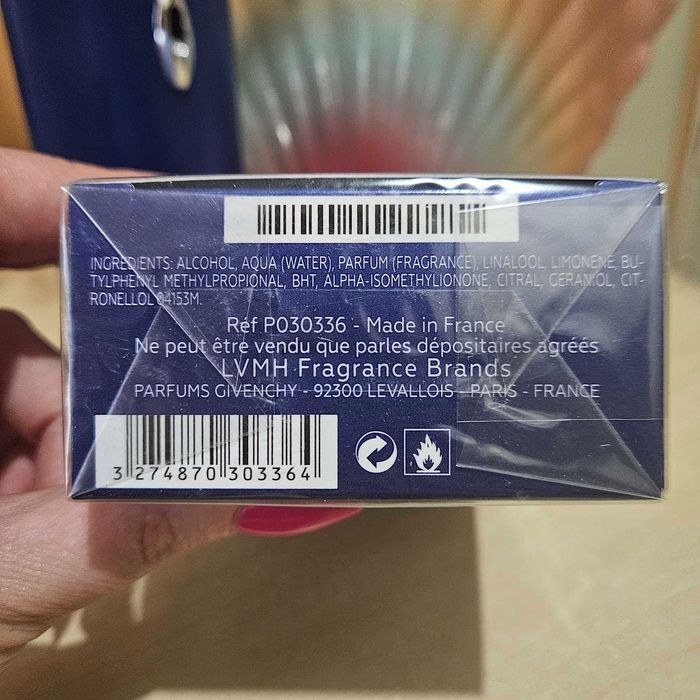 INGREDIENTS: ALCOHOL, AQUA (WATER), PARFUM (FRAGRANCE), LINALOOL, LIMONENE, BU-
TYLPHENYL METHYLPROPIONAL, BHT, ALPHA-ISOMETHYLIONONE, CITRAL, GERANIOL, CIT-
RONELLOL 04153M.
Réf P030336 - Made in France
Ne peut être vendu que parles dépositaires agréés
LVMH Fragrance Brands
PARFUMS GIVENCHY - 92300 LEVALLOIS - PARIS - FRANCE
3 274870 303364